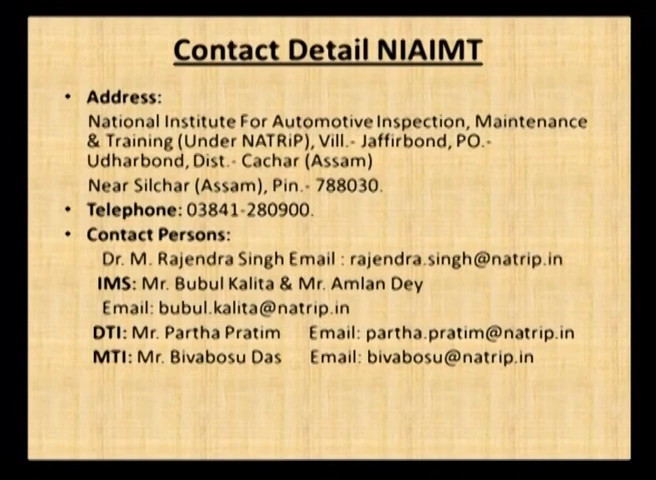 Contact Detail NIAIMT
• Address:
National Institute For Automotive Inspection, Maintenance
& Training (Under NATRiP), Vill.- Jaffirbond, PO.-
Udharbond, Dist.- Cachar (Assam)
Near Silchar (Assam), Pin.- 788030.
• Telephone: 03841-280900.
• Contact Persons:
Dr. M. Rajendra Singh Email : rajendra.singh@natrip.in
IMS: Mr. Bubul Kalita & Mr. Amlan Dey
Email: bubul.kalita@natrip.in
DTI: Mr. Partha Pratim Email: partha.pratim@natrip.in
MTI: Mr. Bivabosu Das Email: bivabosu@natrip.in